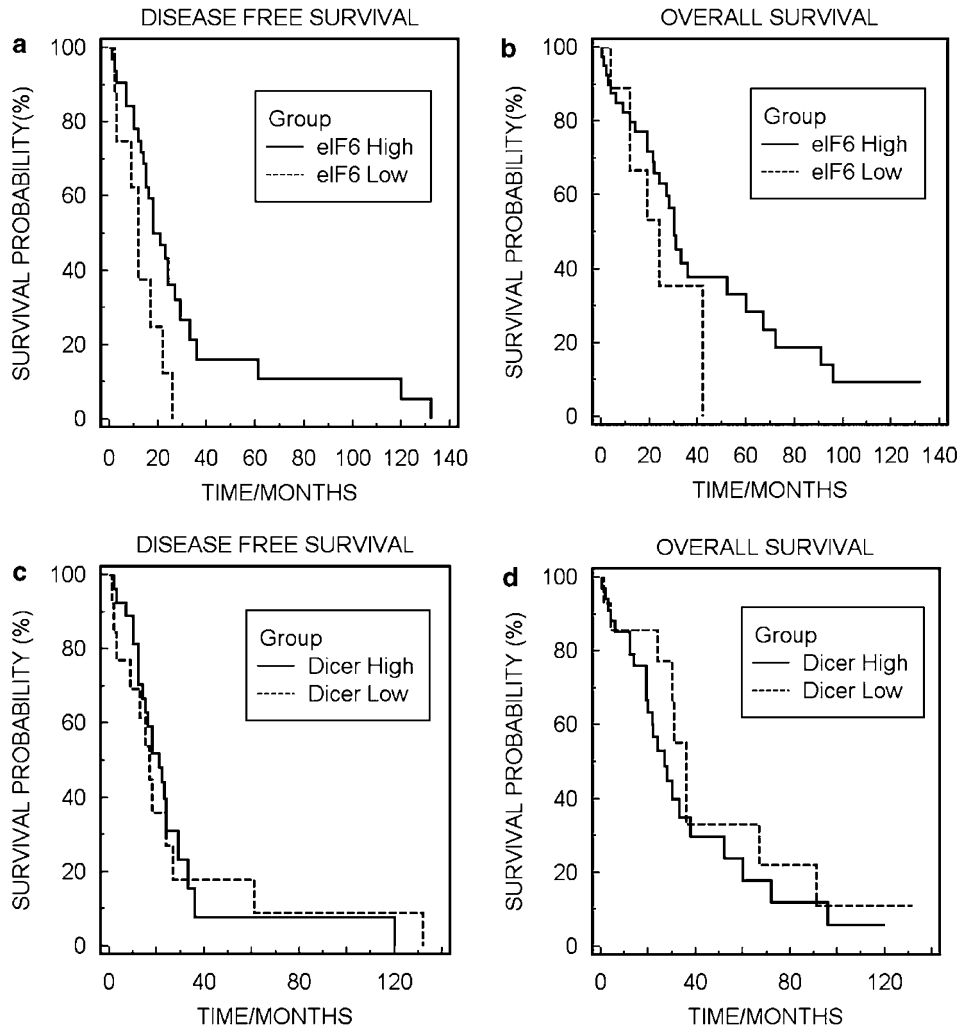 DISEASE FREE SURVIVAL
a
SURVIVAL PROBABILITY(%)
100
80
60
40
20
0
Group
eIF6 High
eIF6 Low
0 20 40 60 80 100 120 140
TIME/MONTHS
OVERALL SURVIVAL
b
SURVIVAL PROBABILITY (%)
100
80
60
40
20
0
Group
eIF6 High
eIF6 Low
0 20 40 60 80 100 120 140
TIME/MONTHS
DISEASE FREE SURVIVAL
c
SURVIVAL PROBABILITY (%)
100
80
60
40
20
0
Group
Dicer High
Dicer Low
0 40 80 120
TIME/MONTHS
OVERALL SURVIVAL
d
SURVIVAL PROBABILITY (%)
100
80
60
40
20
0
Group
Dicer High
Dicer Low
0 40 80 120
TIME/MONTHS